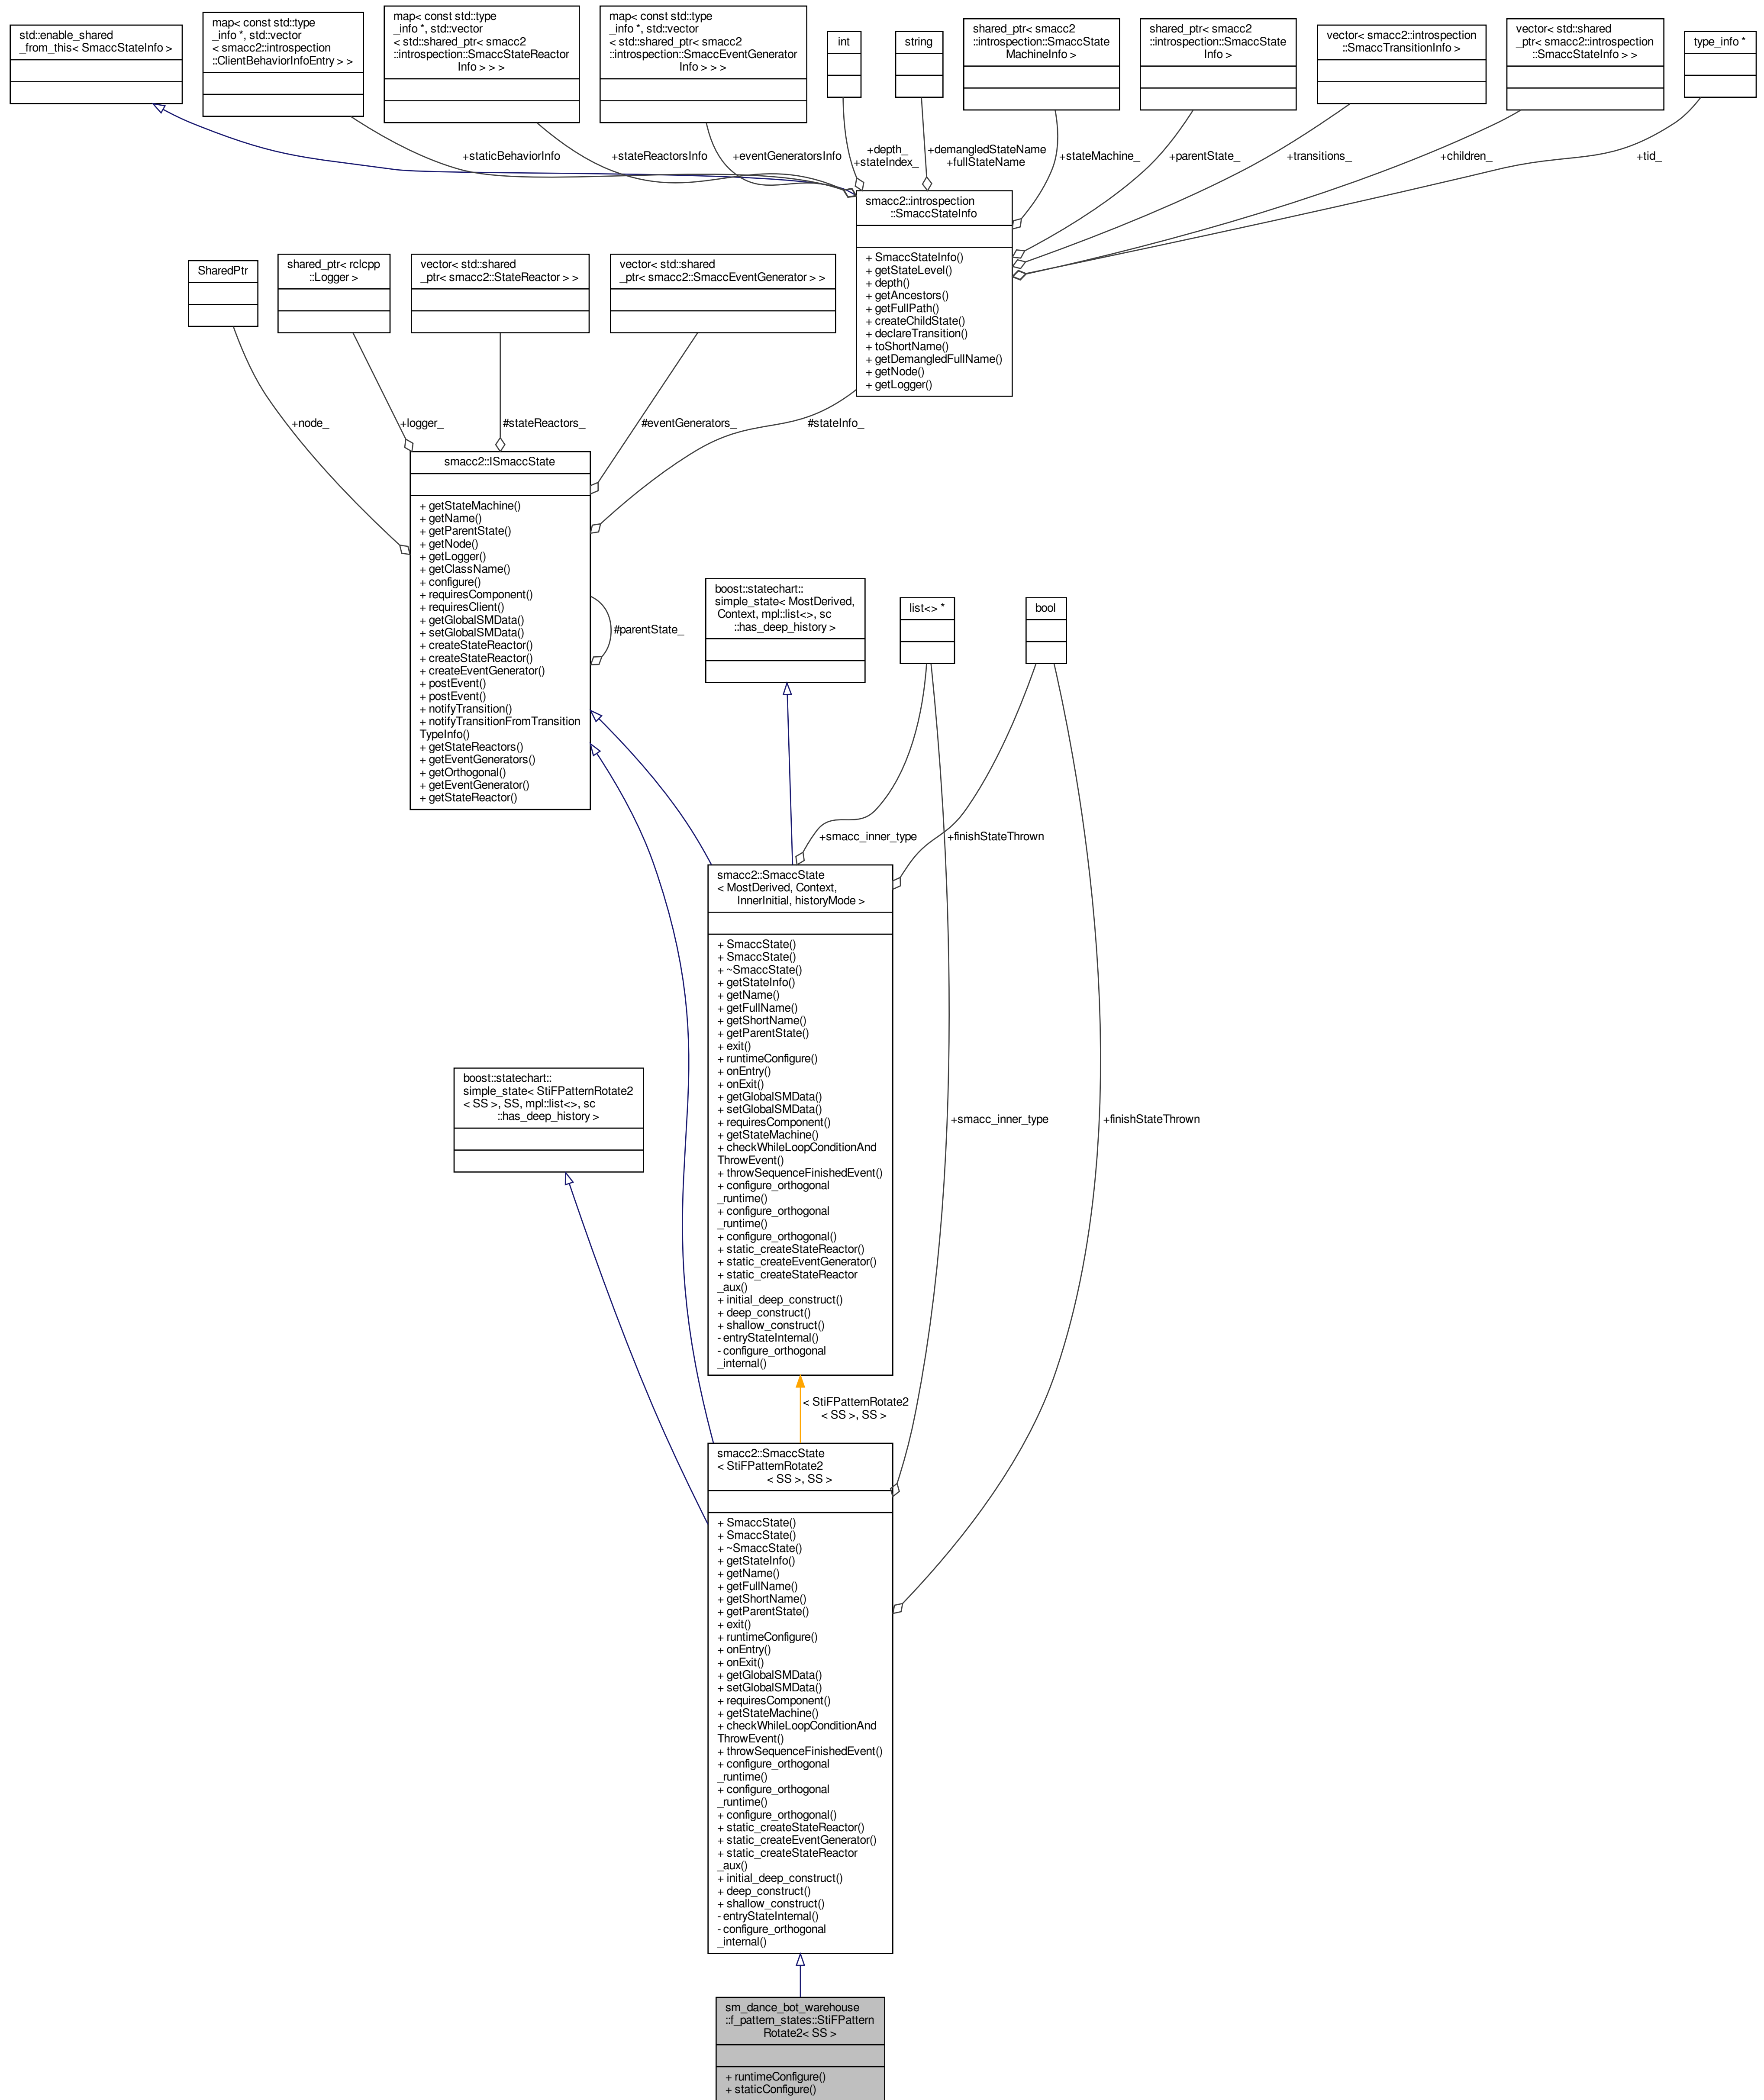 std::enable_shared
_from_this< SmaccStateInfo >
map< const std::type
_info *, std::vector
< smacc2::introspection
::ClientBehaviorInfoEntry > >
map< const std::type
_info *, std::vector
< std::shared_ptr< smacc2
::introspection::SmaccStateReactor
Info > > >
map< const std::type
_info *, std::vector
< std::shared_ptr< smacc2
::introspection::SmaccEventGenerator
Info > > >
int
string
shared_ptr< smacc2
::introspection::SmaccState
MachineInfo >
shared_ptr< smacc2
::introspection::SmaccState
Info >
vector< smacc2::introspection
::SmaccTransitionInfo >
vector< std::shared
_ptr< smacc2::introspection
::SmaccStateInfo > >
type_info *
+staticBehaviorInfo
+stateReactorsInfo
+eventGeneratorsInfo
+depth_
+stateIndex_
+demangledStateName
+fullStateName
+stateMachine_
+parentState_
+transitions_
+children_
+tid_
smacc2::introspection
::SmaccStateInfo
+ SmaccStateInfo()
+ getStateLevel()
+ depth()
+ getAncestors()
+ getFullPath()
+ createChildState()
+ declareTransition()
+ toShortName()
+ getDemangledFullName()
+ getNode()
+ getLogger()
SharedPtr
shared_ptr< rclcpp
::Logger >
vector< std::shared
_ptr< smacc2::StateReactor > >
vector< std::shared
_ptr< smacc2::SmaccEventGenerator > >
+node_
+logger_
#stateReactors_
#eventGenerators_
#stateInfo_
smacc2::ISmaccState
+ getStateMachine()
+ getName()
+ getParentState()
+ getNode()
+ getLogger()
+ getClassName()
+ configure()
+ requiresComponent()
+ requiresClient()
+ getGlobalSMData()
+ setGlobalSMData()
+ createStateReactor()
+ createStateReactor()
+ createEventGenerator()
+ postEvent()
+ postEvent()
+ notifyTransition()
+ notifyTransitionFromTransition
TypeInfo()
+ getStateReactors()
+ getEventGenerators()
+ getOrthogonal()
+ getEventGenerator()
+ getStateReactor()
#parentState_
boost::statechart::
simple_state< MostDerived,
Context, mpl::list<>, sc
::has_deep_history >
list<> *
bool
+smacc_inner_type
+finishStateThrown
smacc2::SmaccState
< MostDerived, Context,
InnerInitial, historyMode >
+ SmaccState()
+ SmaccState()
+ ~SmaccState()
+ getStateInfo()
+ getName()
+ getFullName()
+ getShortName()
+ getParentState()
+ exit()
+ runtimeConfigure()
+ onEntry()
+ onExit()
+ getGlobalSMData()
+ setGlobalSMData()
+ requiresComponent()
+ getStateMachine()
+ checkWhileLoopConditionAnd
ThrowEvent()
+ throwSequenceFinishedEvent()
+ configure_orthogonal
_runtime()
+ configure_orthogonal
_runtime()
+ configure_orthogonal()
+ static_createStateReactor()
+ static_createEventGenerator()
+ static_createStateReactor
_aux()
+ initial_deep_construct()
+ deep_construct()
+ shallow_construct()
- entryStateInternal()
- configure_orthogonal
_internal()
boost::statechart::
simple_state< StiFPatternRotate2
< SS >, SS, mpl::list<>, sc
::has_deep_history >
+smacc_inner_type
+finishStateThrown
< StiFPatternRotate2
< SS >, SS >
smacc2::SmaccState
< StiFPatternRotate2
< SS >, SS >
+ SmaccState()
+ SmaccState()
+ ~SmaccState()
+ getStateInfo()
+ getName()
+ getFullName()
+ getShortName()
+ getParentState()
+ exit()
+ runtimeConfigure()
+ onEntry()
+ onExit()
+ getGlobalSMData()
+ setGlobalSMData()
+ requiresComponent()
+ getStateMachine()
+ checkWhileLoopConditionAnd
ThrowEvent()
+ throwSequenceFinishedEvent()
+ configure_orthogonal
_runtime()
+ configure_orthogonal
_runtime()
+ configure_orthogonal()
+ static_createStateReactor()
+ static_createEventGenerator()
+ static_createStateReactor
_aux()
+ initial_deep_construct()
+ deep_construct()
+ shallow_construct()
- entryStateInternal()
- configure_orthogonal
_internal()
sm_dance_bot_warehouse
::f_pattern_states::StiFPattern
Rotate2< SS >
+ runtimeConfigure()
+ staticConfigure()